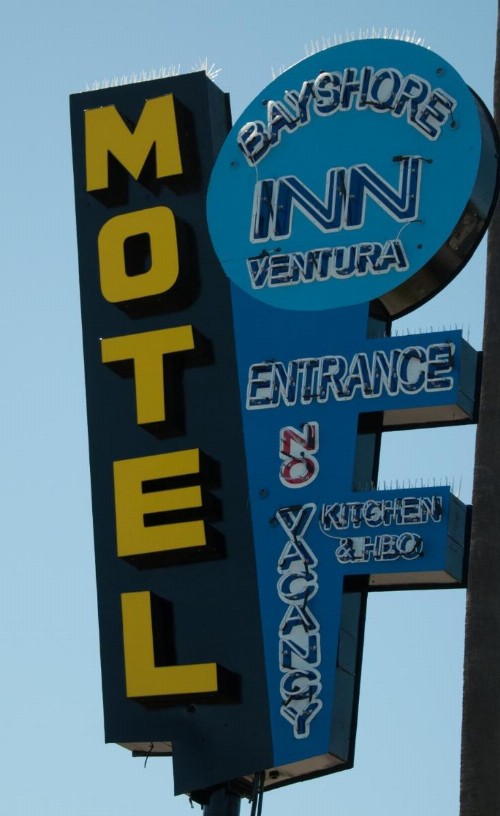 MOTEL
BAYSHORE
INN
VENTURA
ENTRANCE
NO
VACANCY
KITCHEN
& HBO